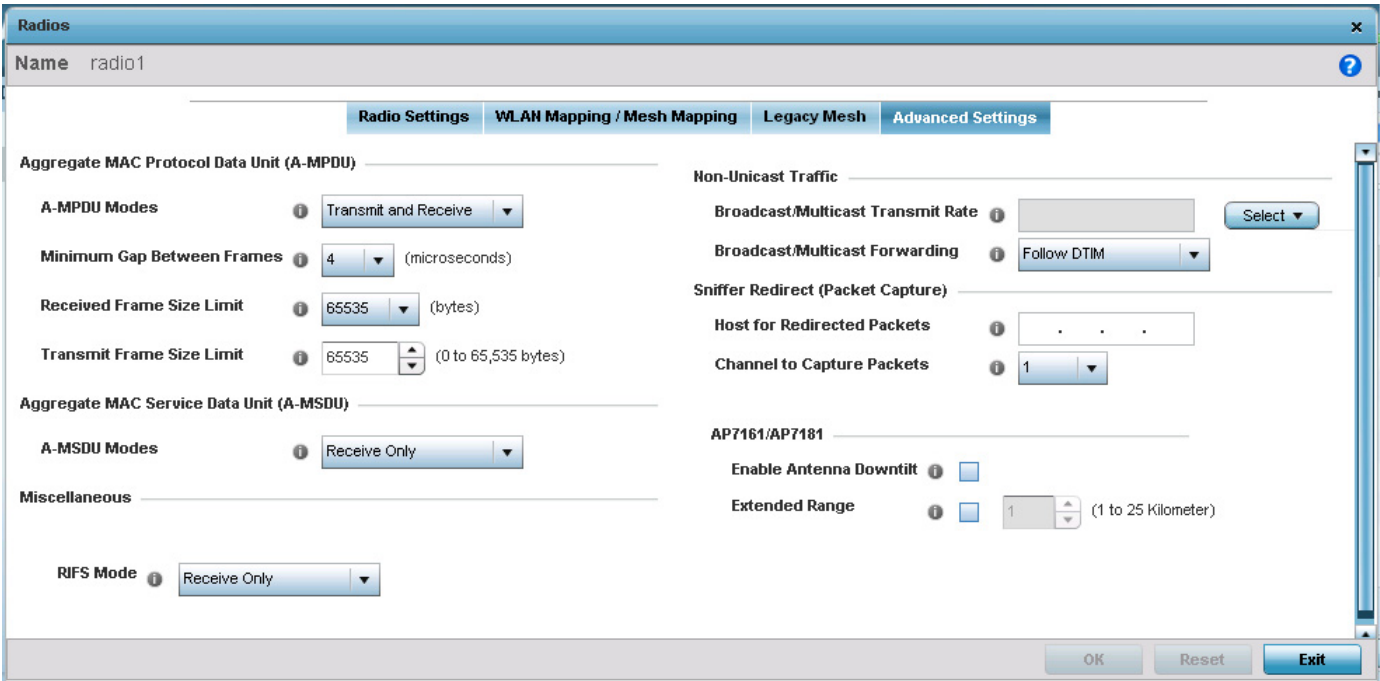 Radios x
Name radio1 ?
Radio Settings WLAN Mapping / Mesh Mapping Legacy Mesh Advanced Settings
Aggregate MAC Protocol Data Unit (A-MPDU)
A-MPDU Modes Transmit and Receive
Minimum Gap Between Frames 4 (microseconds)
Received Frame Size Limit 65535 (bytes)
Transmit Frame Size Limit 65535 (0 to 65,535 bytes)
Aggregate MAC Service Data Unit (A-MSDU)
A-MSDU Modes Receive Only
Miscellaneous
RIFS Mode Receive Only
Non-Unicast Traffic
Broadcast/Multicast Transmit Rate Select
Broadcast/Multicast Forwarding Follow DTIM
Sniffer Redirect (Packet Capture)
Host for Redirected Packets . . .
Channel to Capture Packets 1
AP7161/AP7181
Enable Antenna Downtilt
Extended Range 1 (1 to 25 Kilometer)
OK Reset Exit